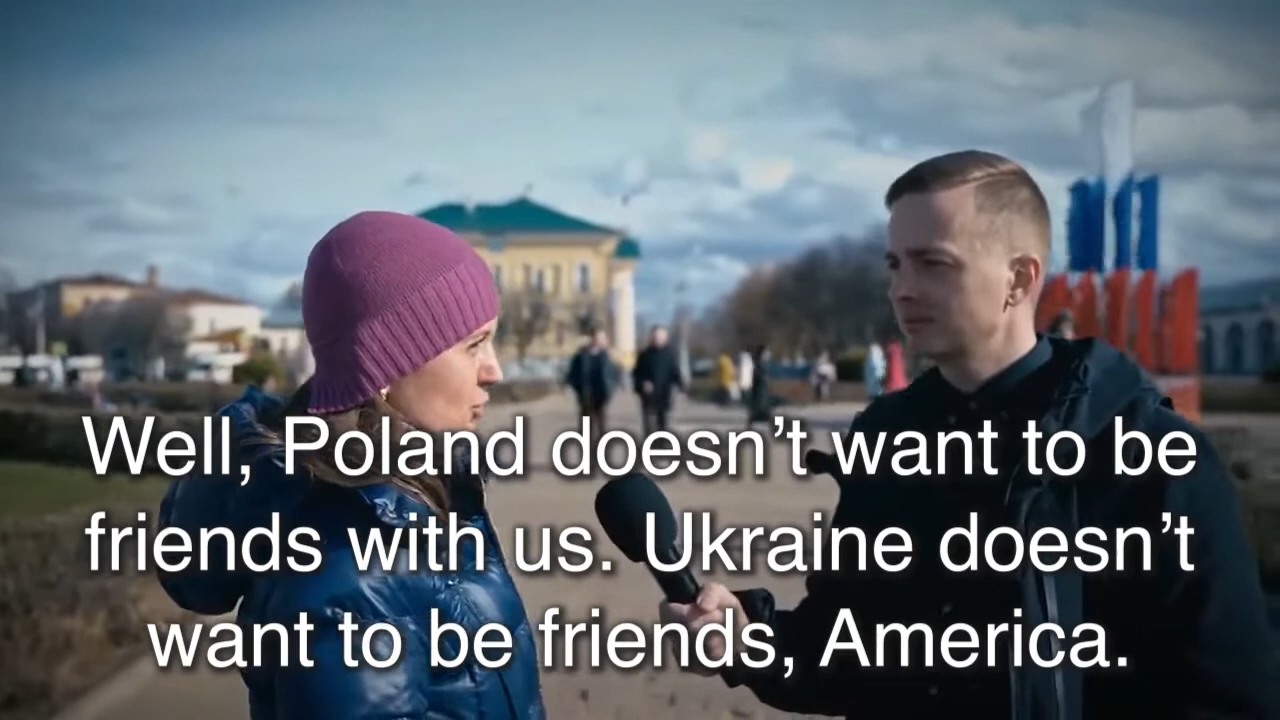 Well, Poland doesn’t want to be
friends with us. Ukraine doesn’t
want to be friends, America.